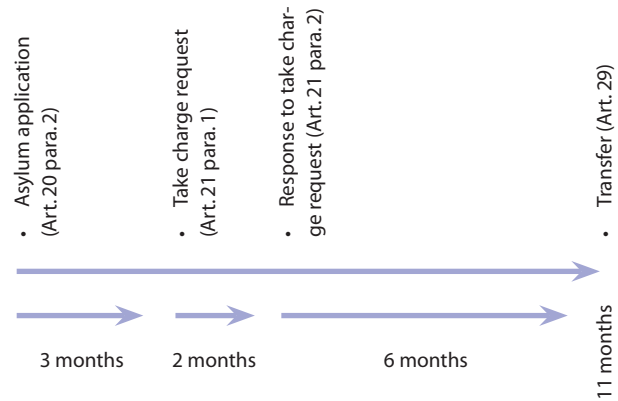 • Asylum application
(Art. 20 para. 2)
• Take charge request
(Art. 21 para. 1)
• Response to take char-
ge request (Art. 21 para. 2)
• Transfer (Art. 29)
3 months
2 months
6 months
11 months